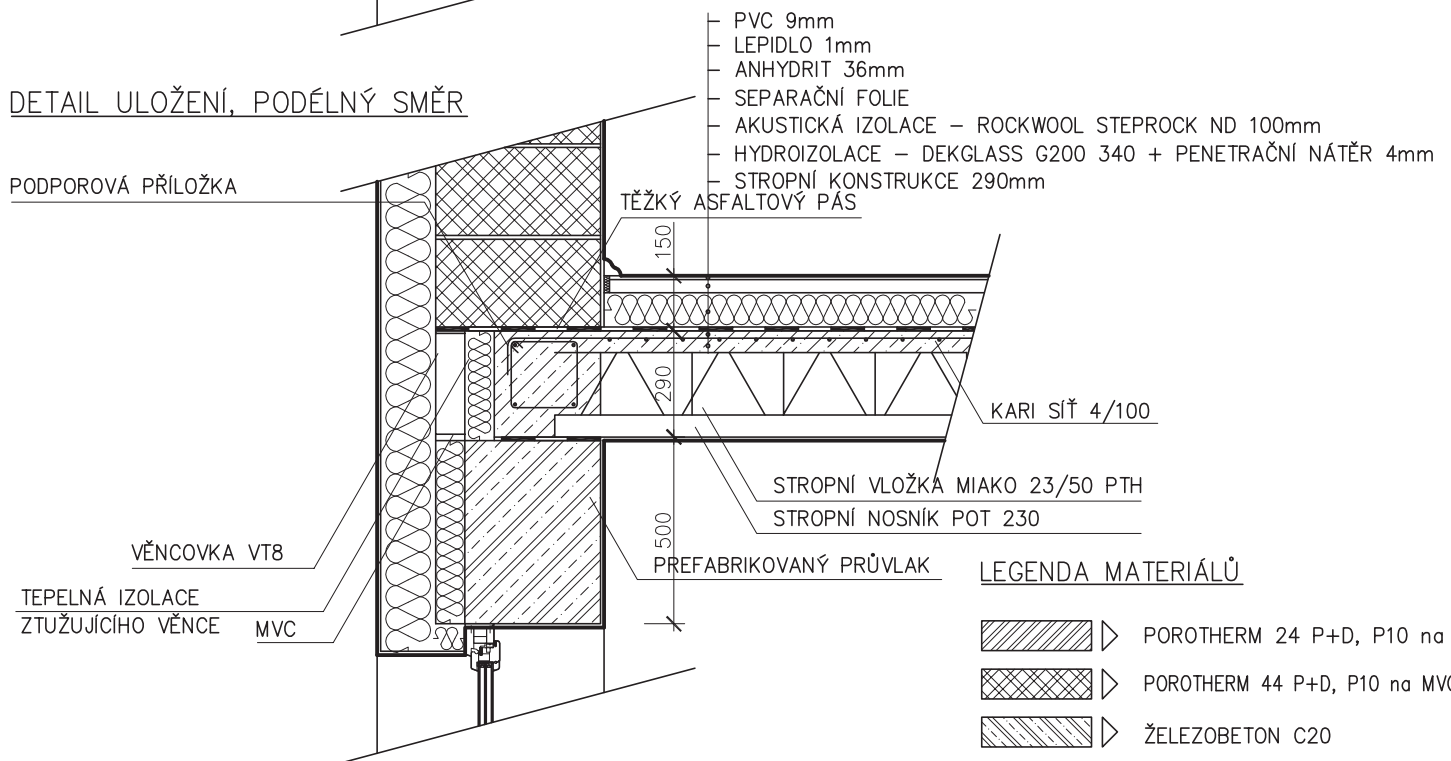 PVC 9mm
LEPIDLO 1mm
ANHYDRIT 36mm
SEPARAČNÍ FOLIE
AKUSTICKÁ IZOLACE – ROCKWOOL STEPROCK ND 100mm
HYDROIZOLACE – DEKGLASS G200 340 + PENETRAČNÍ NÁTĚR 4mm
STROPNÍ KONSTRUKCE 290mm
DETAIL ULOŽENÍ, PODÉLNÝ SMĚR
PODPOROVÁ PŘÍLOŽKA
TĚŽKÝ ASFALTOVÝ PÁS
150
290
500
KARI SÍŤ 4/100
STROPNÍ VLOŽKA MIAKO 23/50 PTH
STROPNÍ NOSNÍK POT 230
PREFABRIKOVANÝ PRŮVLAK
VĚNCOVKA VT8
TEPELNÁ IZOLACE
ZTUŽUJÍCÍHO VĚNCE
MVC
LEGENDA MATERIÁLŮ
POROTHERM 24 P+D, P10 na
POROTHERM 44 P+D, P10 na MVC
ŽELEZOBETON C20